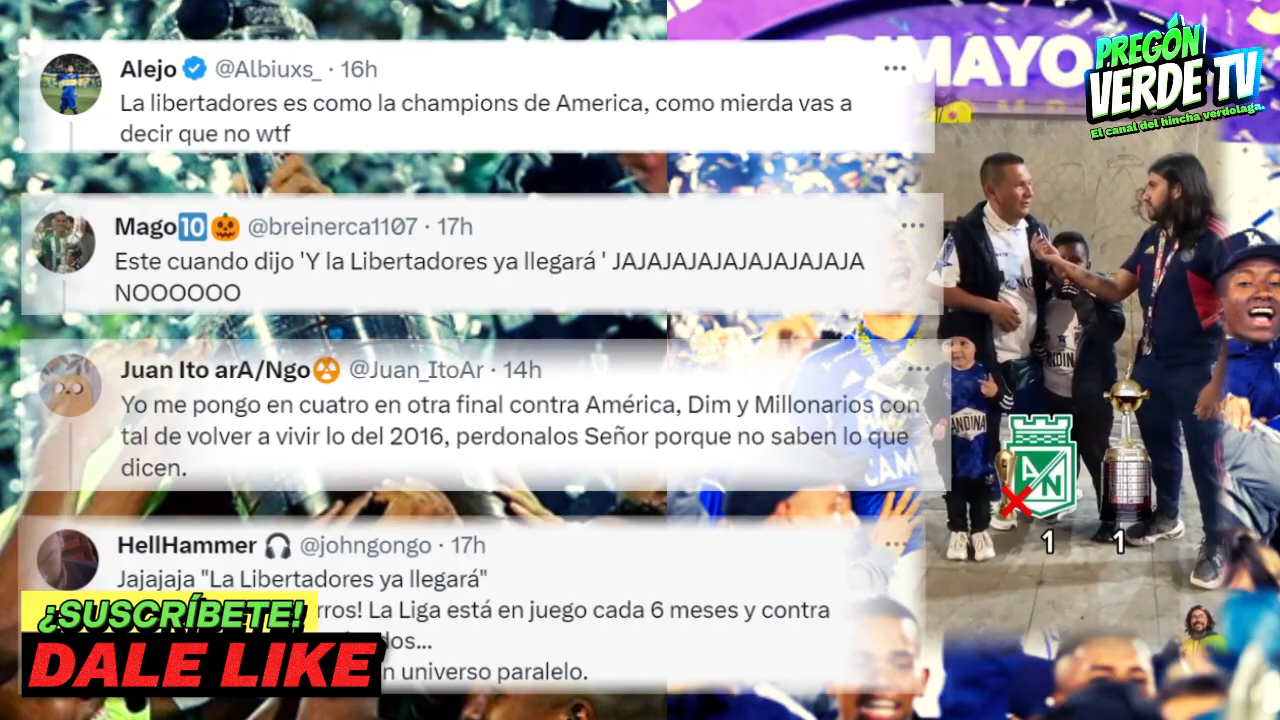 Alejo @Albiuxs_ · 16h
La libertadores es como la champions de America, como mierda vas a
decir que no wtf
Mago🔟🎃 @breinerca1107 · 17h
Este cuando dijo 'Y la Libertadores ya llegará ' JAJAJAJAJAJAJAJAJAJA
NOOOOOO
Juan Ito arA/Ngo☢️ @Juan_ItoAr · 14h
Yo me pongo en cuatro en otra final contra América, Dim y Millonarios con
tal de volver a vivir lo del 2016, perdonalos Señor porque no saben lo que
dicen.
HellHammer 🎧 @johngongo · 17h
Jajajaja "La Libertadores ya llegará"
rros! La Liga está en juego cada 6 meses y contra
dos...
n universo paralelo.
¡SUSCRÍBETE!
DALE LIKE
DIMAYO
PREGÓN
VERDE TV
El canal del hincha verdolaga.
ANDINA
ANDINA
AN
1
1